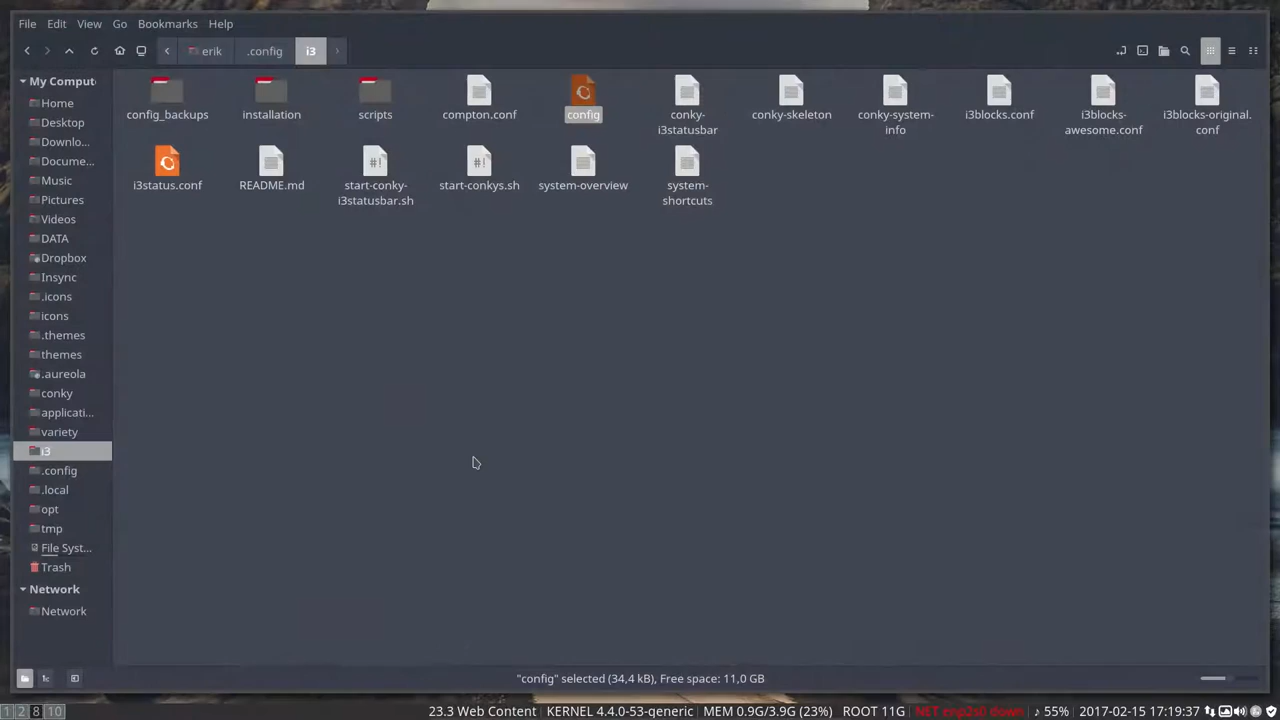 File Edit View Go Bookmarks Help
erik .config i3
My Comput
Home
Desktop
Downlo...
Docume...
Music
Pictures
Videos
DATA
Dropbox
Insync
.icons
icons
.themes
themes
.aureola
conky
applicati...
variety
i3
.config
.local
opt
tmp
File Syst...
Trash
Network
Network
config_backups installation scripts compton.conf config conky- conky-skeleton conky-system- i3blocks.conf i3blocks- i3blocks-original.
i3statusbar info awesome.conf conf
i3status.conf README.md start-conky- start-conkys.sh system-overview system-
i3statusbar.sh shortcuts
"config" selected (34,4 kB), Free space: 11,0 GB
1 2 8 10 23.3 Web Content KERNEL 4.4.0-53-generic MEM 0.9G/3.9G (23%) ROOT 11G NET enp2s0 down ♪ 55% 2017-02-15 17:19:37